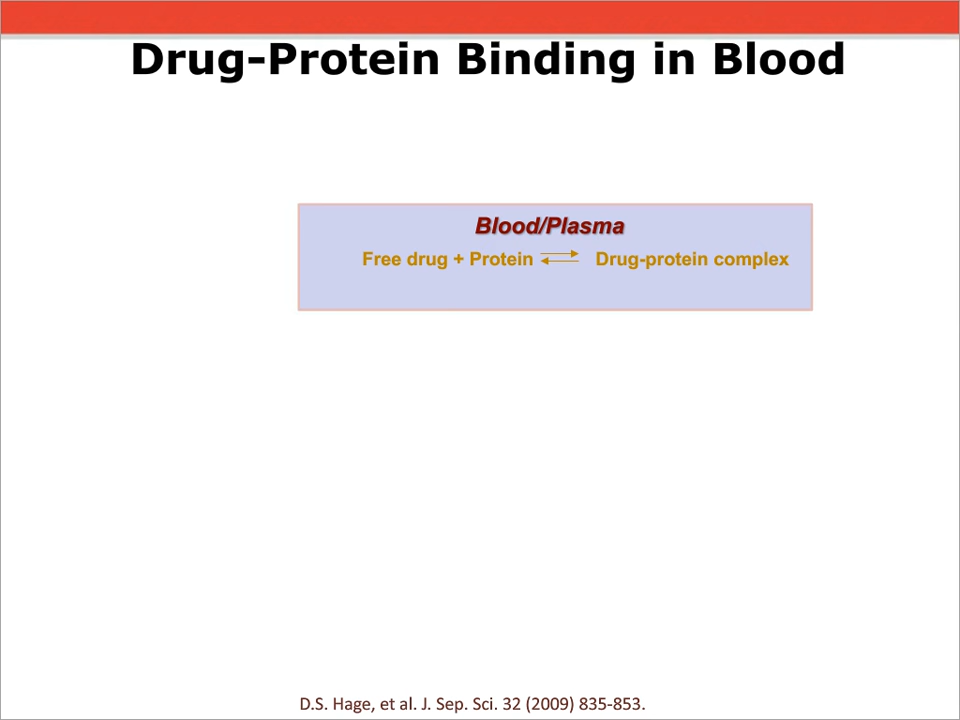 Drug-Protein Binding in Blood
Blood/Plasma
Free drug + Protein ⇌ Drug-protein complex
D.S. Hage, et al. J. Sep. Sci. 32 (2009) 835-853.